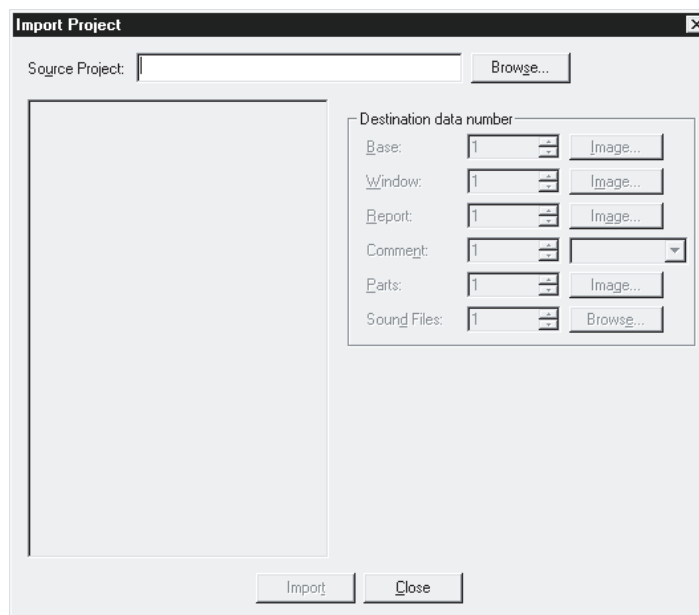 Import Project
Source Project: Browse...
Destination data number
Base: 1 Image...
Window: 1 Image...
Report: 1 Image...
Comment: 1
Parts: 1 Image...
Sound Files: 1 Browse...
Import Close